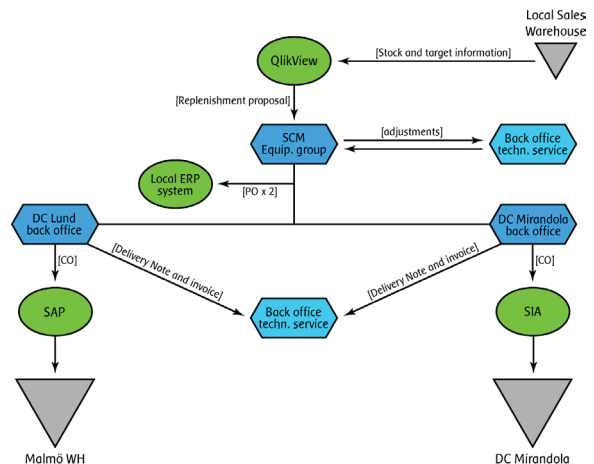 Local Sales
Warehouse
QlikView
[Stock and target information]
[Replenishment proposal]
SCM
Equip. group
[adjustments]
Back office
techn. service
Local ERP
system
[PO x 2]
DC Lund
back office
DC Mirandola
back office
[CO]
[Delivery Note and invoice]
[Delivery Note and invoice]
[CO]
SAP
Back office
techn. service
SIA
Malmö WH
DC Mirandola